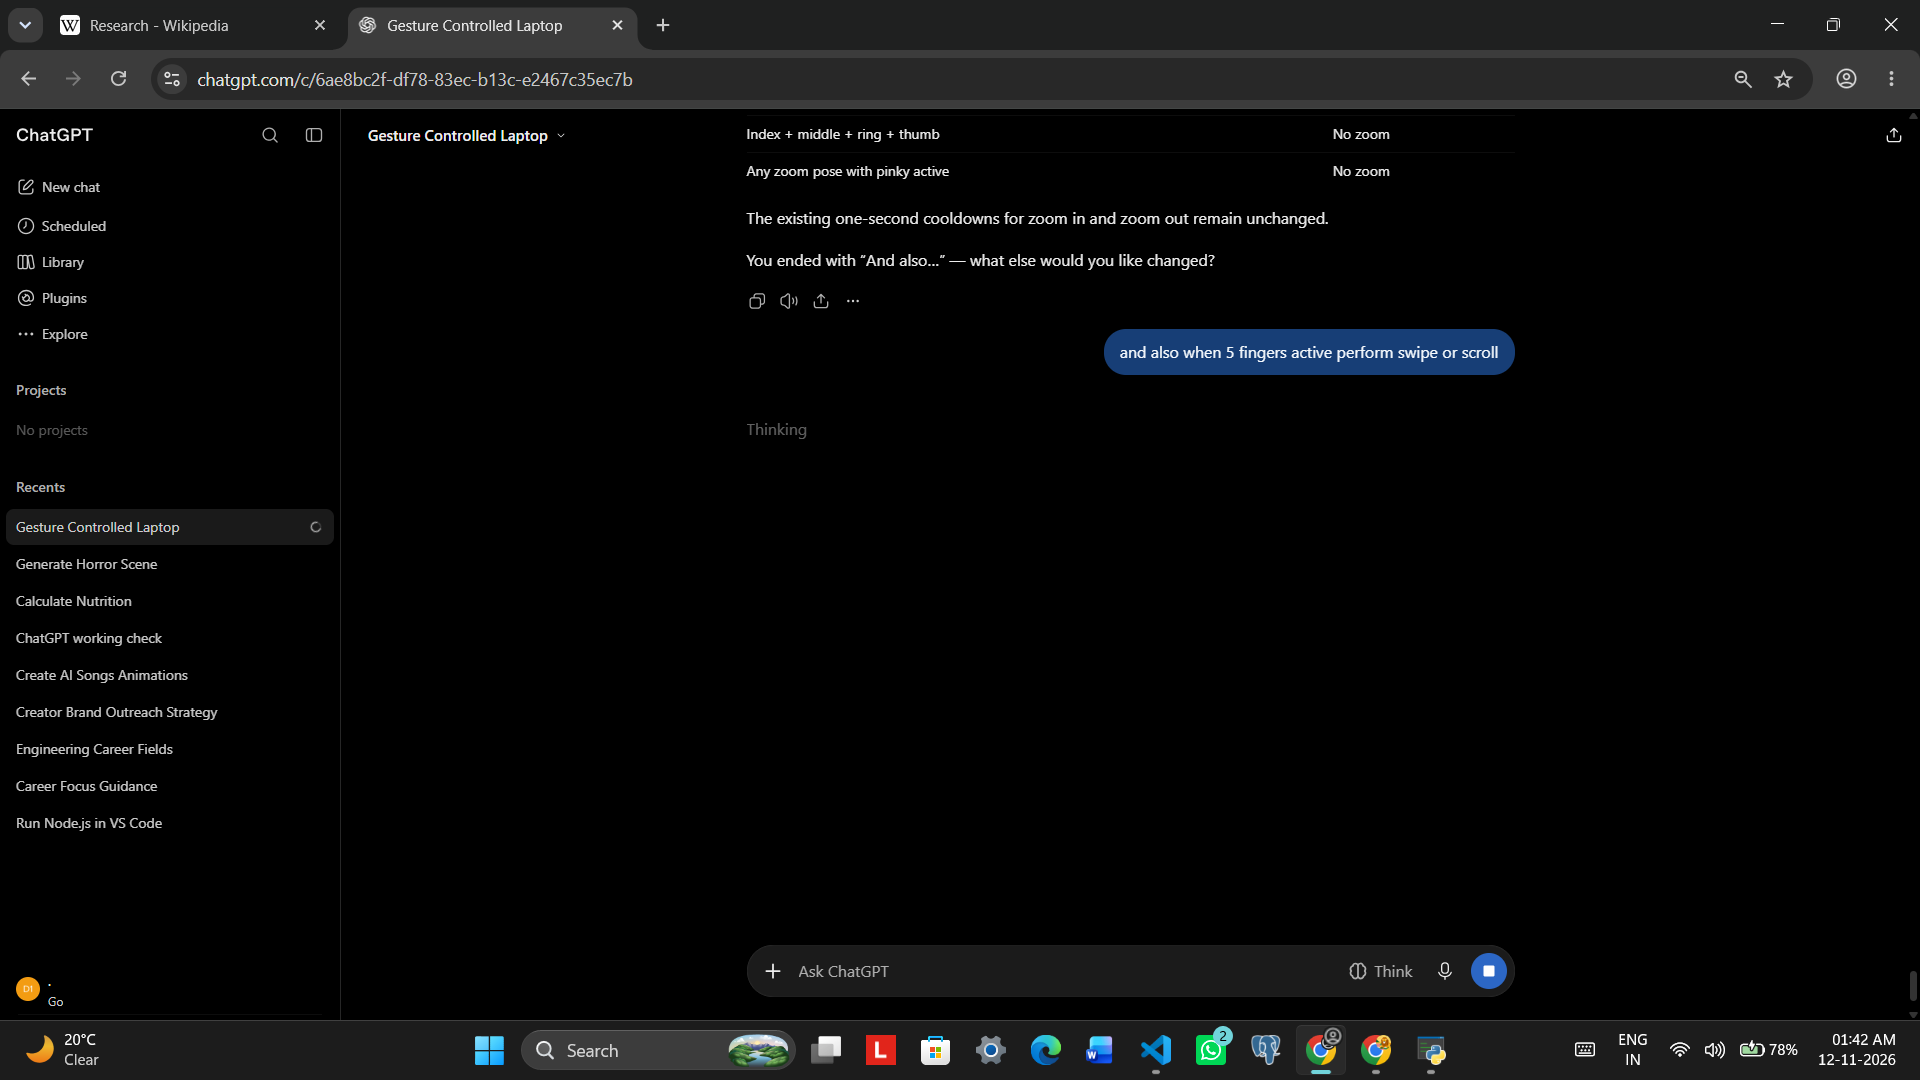 Research - Wikipedia
Gesture Controlled Laptop
chatgpt.com/c/6ae8bc2f-df78-83ec-b13c-e2467c35ec7b
ChatGPT
New chat
Scheduled
Library
Plugins
Explore
Projects
No projects
Recents
Gesture Controlled Laptop
Generate Horror Scene
Calculate Nutrition
ChatGPT working check
Create AI Songs Animations
Creator Brand Outreach Strategy
Engineering Career Fields
Career Focus Guidance
Run Node.js in VS Code
D1
.
Go
Gesture Controlled Laptop
Index + middle + ring + thumb No zoom
Any zoom pose with pinky active No zoom
The existing one-second cooldowns for zoom in and zoom out remain unchanged.
You ended with “And also...” — what else would you like changed?
and also when 5 fingers active perform swipe or scroll
Thinking
Ask ChatGPT
Think
20°C
Clear
Search
L
W
2
ENG
IN
78%
01:42 AM
12-11-2026